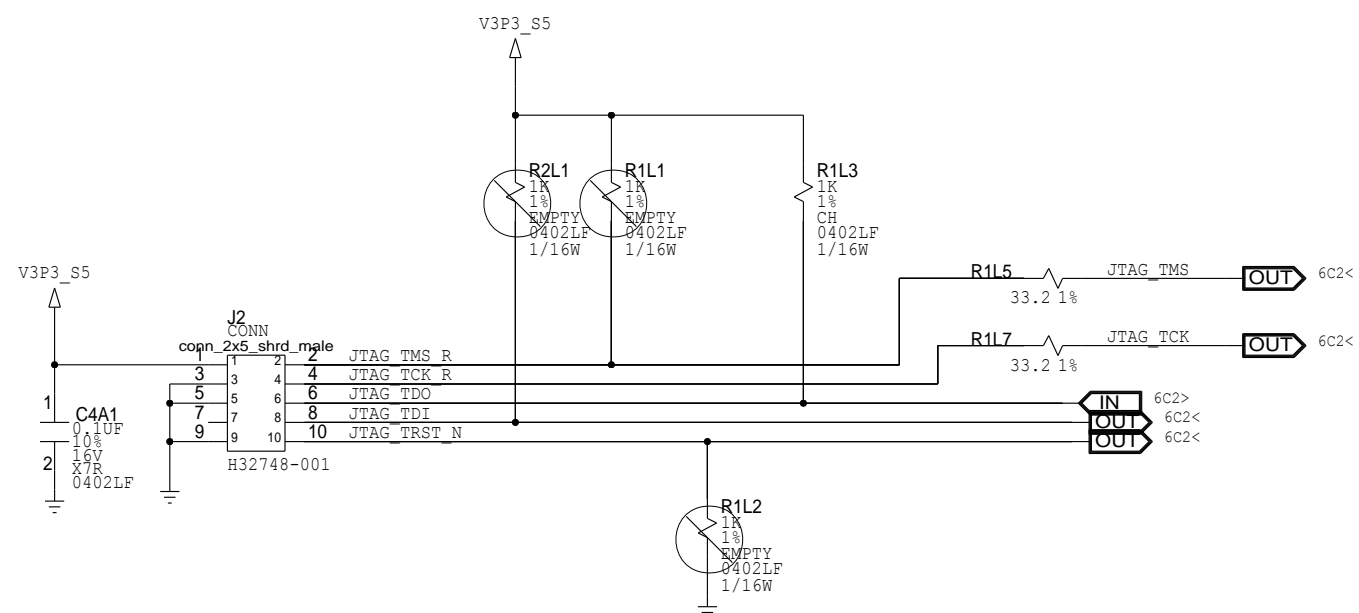 V3P3_S5
R2L1
1K
1%
EMPTY
0402LF
1/16W
R1L1
1K
1%
EMPTY
0402LF
1/16W
R1L3
1K
1%
CH
0402LF
1/16W
V3P3_S5
R1L5
33.2 1%
JTAG_TMS
OUT
6C2<
R1L7
33.2 1%
JTAG_TCK
OUT
6C2<
J2
CONN
conn_2x5_shrd_male
1 1 2 2 JTAG_TMS_R
3 3 4 4 JTAG_TCK_R
5 5 6 6 JTAG_TDO
7 7 8 8 JTAG_TDI
9 9 10 10 JTAG_TRST_N
H32748-001
IN 6C2>
OUT 6C2<
OUT 6C2<
1
C4A1
0.1UF
10%
16V
X7R
0402LF
2
R1L2
1K
1%
EMPTY
0402LF
1/16W